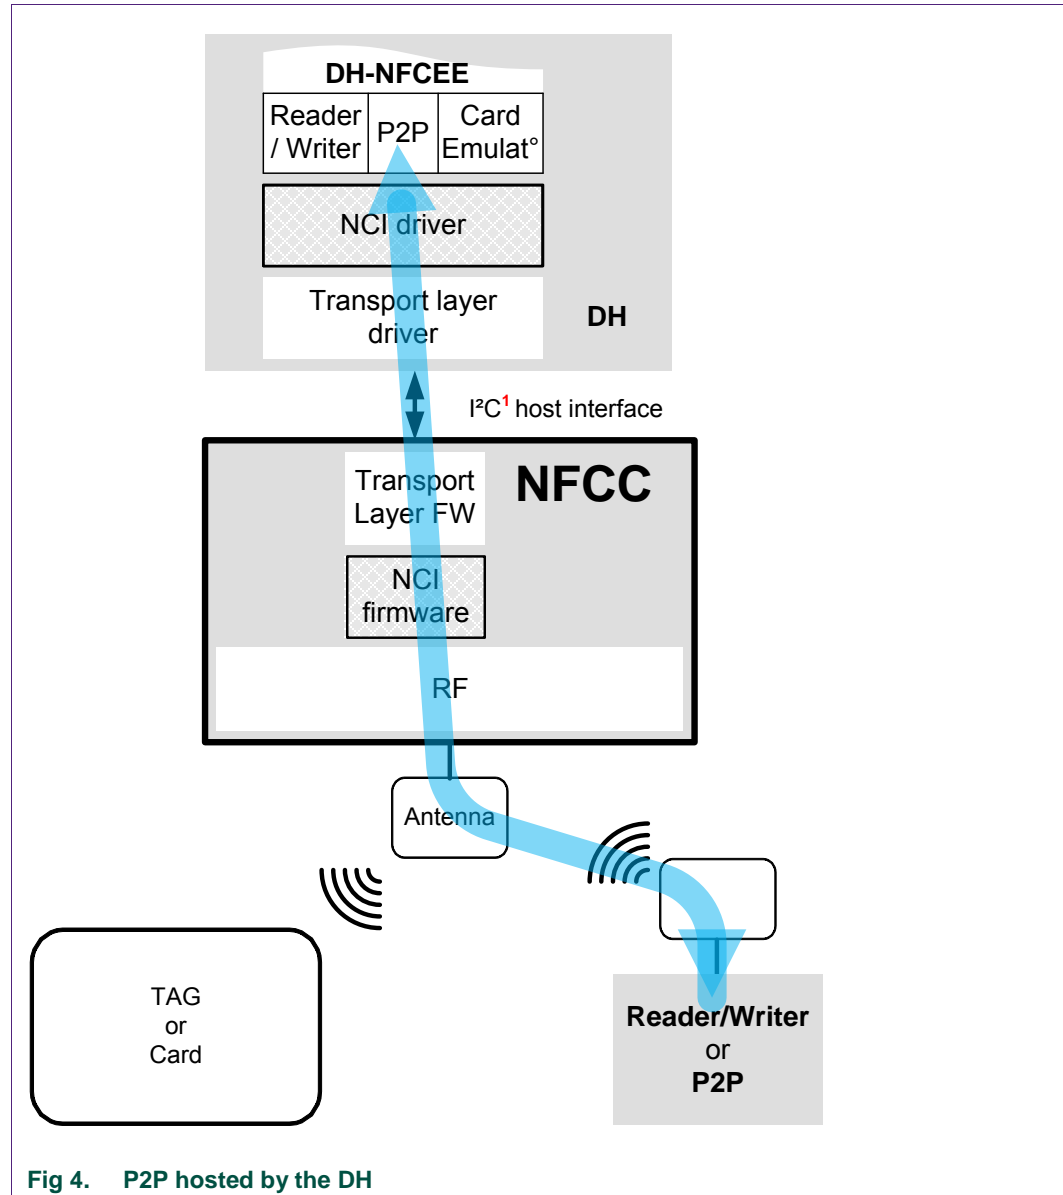 DH-NFCEE
Reader
/ Writer
P2P
Card
Emulat°
NCI driver
Transport layer
driver
DH
I²C¹ host interface
NFCC
Transport
Layer FW
NCI
firmware
RF
Antenna
TAG
or
Card
Reader/Writer
or
P2P
Fig 4. P2P hosted by the DH